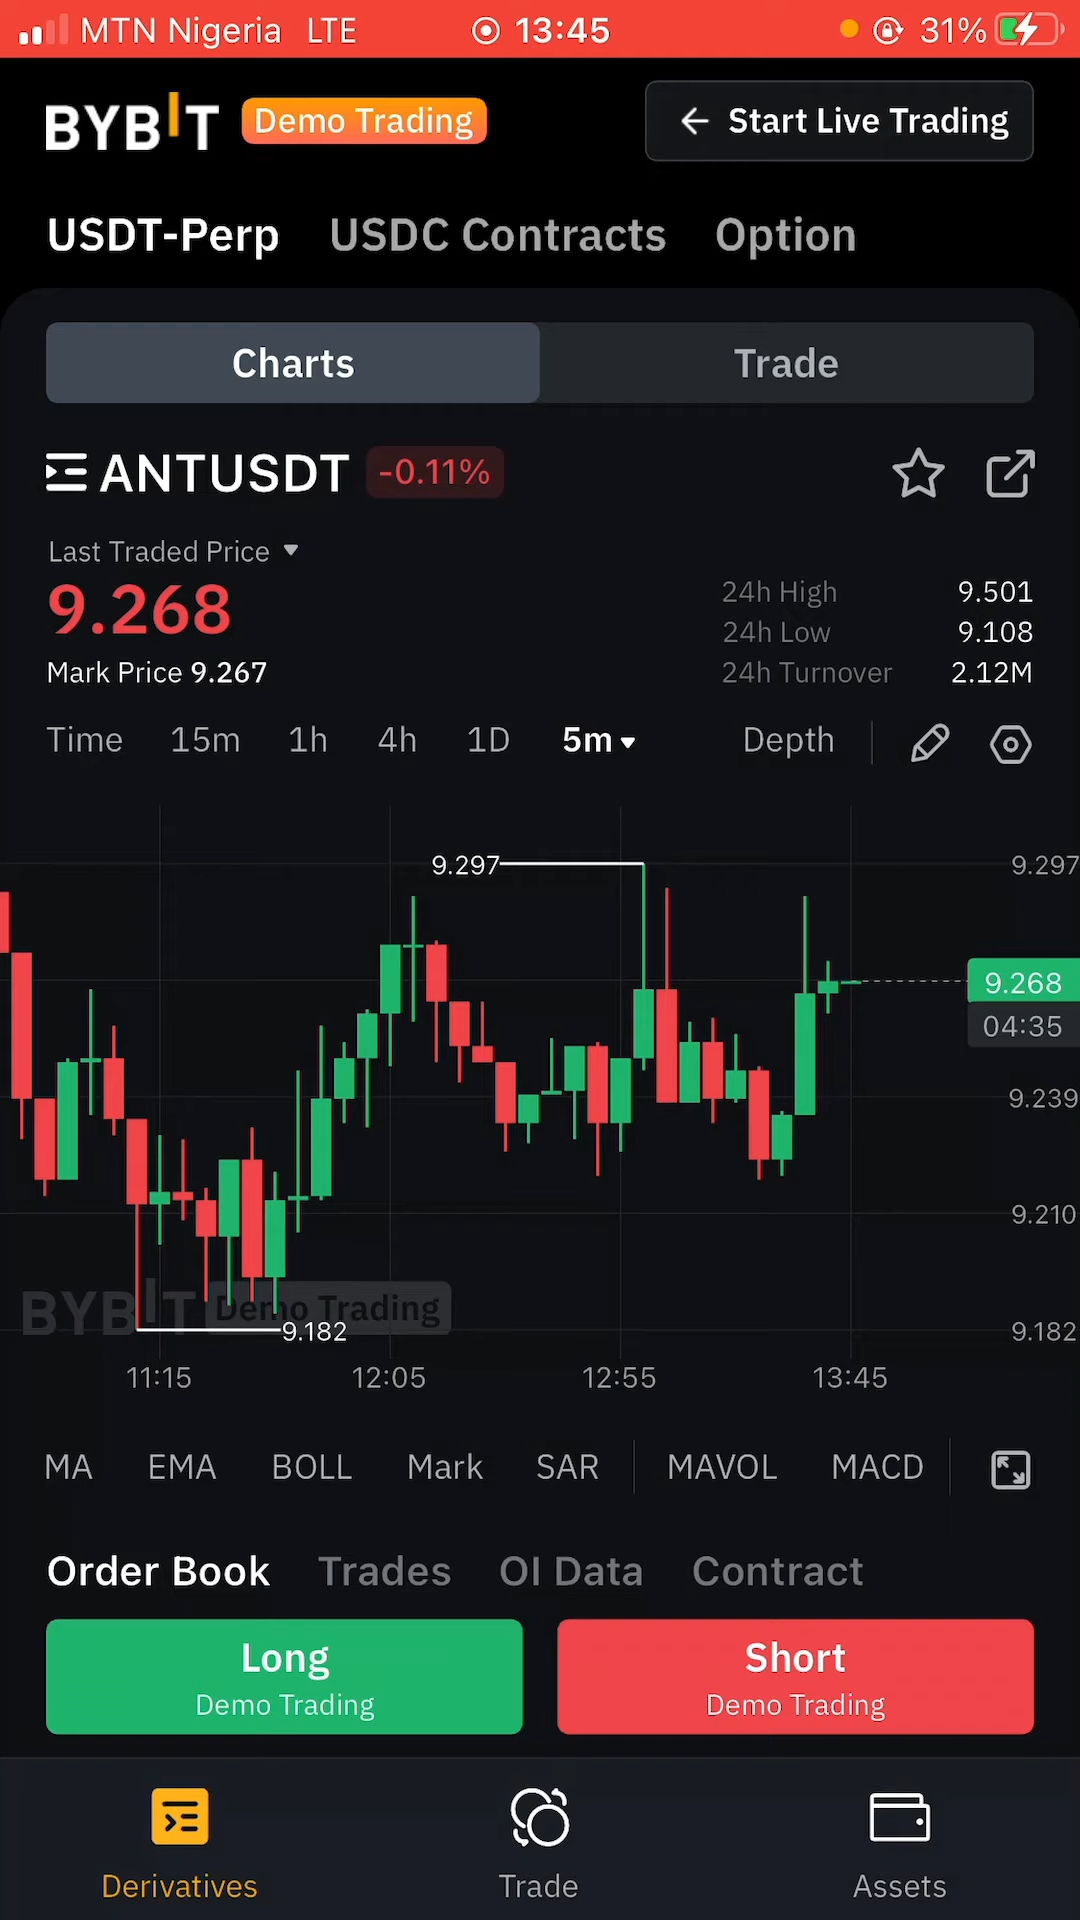 MTN Nigeria LTE 13:45 31%
BYBIT Demo Trading ← Start Live Trading
USDT-Perp USDC Contracts Option
Charts Trade
ANTUSDT -0.11%
Last Traded Price
9.268
Mark Price 9.267
24h High 9.501
24h Low 9.108
24h Turnover 2.12M
Time 15m 1h 4h 1D 5m Depth
9.297 9.297
9.268
04:35
9.239
9.210
BYBIT Demo Trading
9.182 9.182
11:15 12:05 12:55 13:45
MA EMA BOLL Mark SAR MAVOL MACD
Order Book Trades OI Data Contract
Long Short
Demo Trading Demo Trading
Derivatives Trade Assets